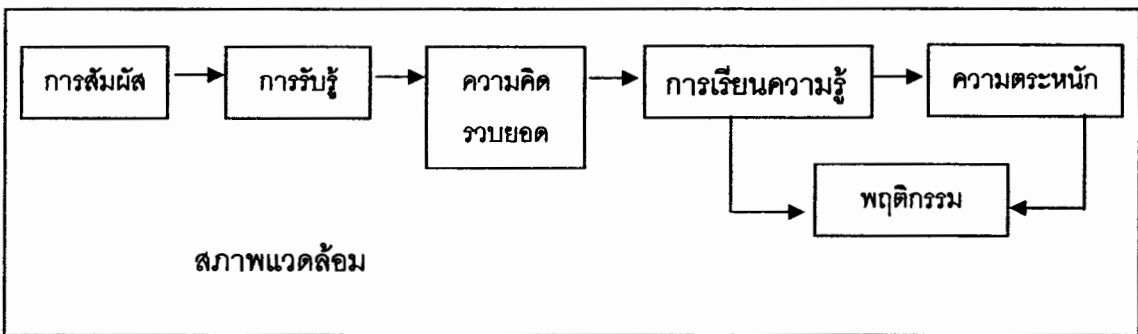 การสัมผัส
การรับรู้
ความคิด
รวบยอด
การเรียนความรู้
ความตระหนัก
พฤติกรรม
สภาพแวดล้อม